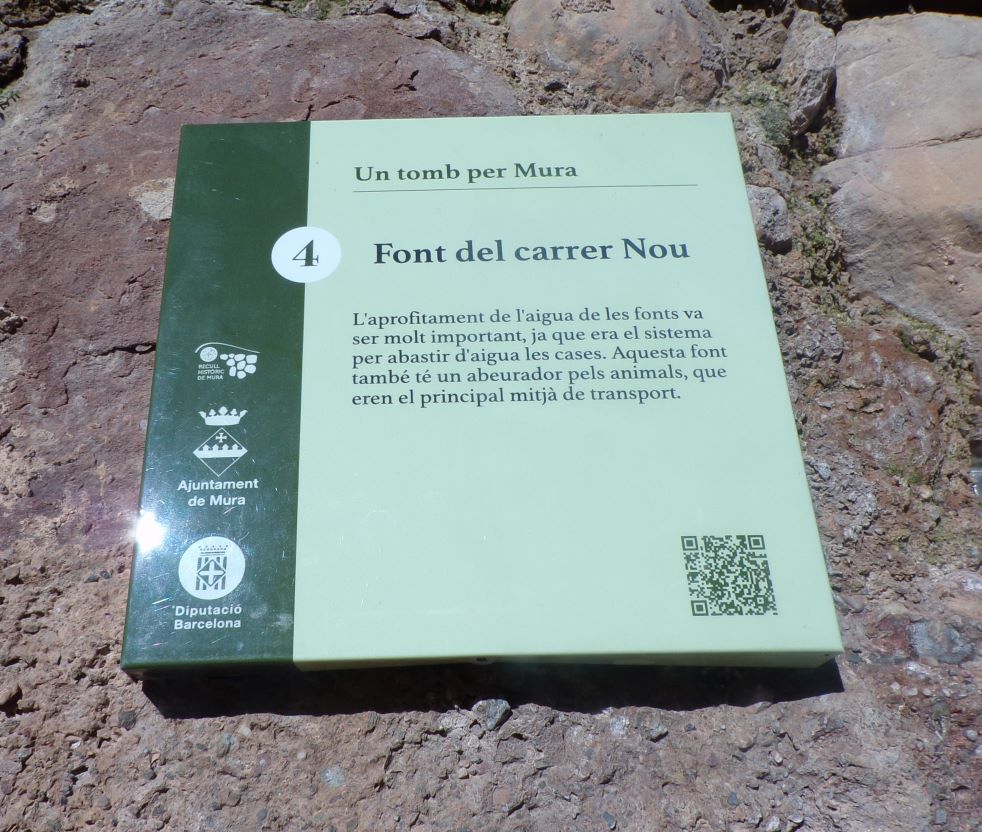 Un tomb per Mura
4
Font del carrer Nou
L'aprofitament de l'aigua de les fonts va
ser molt important, ja que era el sistema
per abastir d'aigua les cases. Aquesta font
també té un abeurador pels animals, que
eren el principal mitjà de transport.
RECULL
HISTÒRIC
DE MURA
Ajuntament
de Mura
Diputació
Barcelona